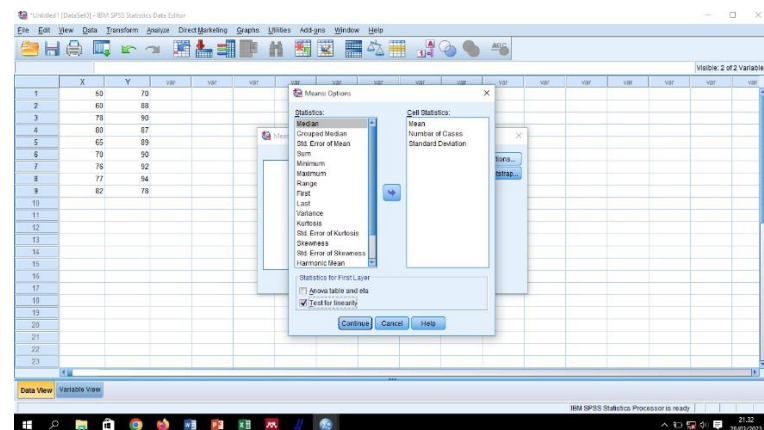 *Untitled1 [DataSet0] - IBM SPSS Statistics Data Editor
File Edit View Data Transform Analyze Direct Marketing Graphs Utilities Add-ons Window Help
Visible: 2 of 2 Variable
X Y var var var var var var var var var var var var var var
1 50 70
2 60 88
3 78 90
4 80 87
5 65 89
6 70 90
7 76 92
8 77 94
9 82 78
10
11
12
13
14
15
16
17
18
19
20
21
22
23
Means: Options
Statistics:
Median
Grouped Median
Std. Error of Mean
Sum
Minimum
Maximum
Range
First
Last
Variance
Kurtosis
Std. Error of Kurtosis
Skewness
Std. Error of Skewness
Harmonic Mean
Cell Statistics:
Mean
Number of Cases
Standard Deviation
Statistics for First Layer
Anova table and eta
Test for linearity
Continue Cancel Help
Data View Variable View
IBM SPSS Statistics Processor is ready
21.32
28/03/2023